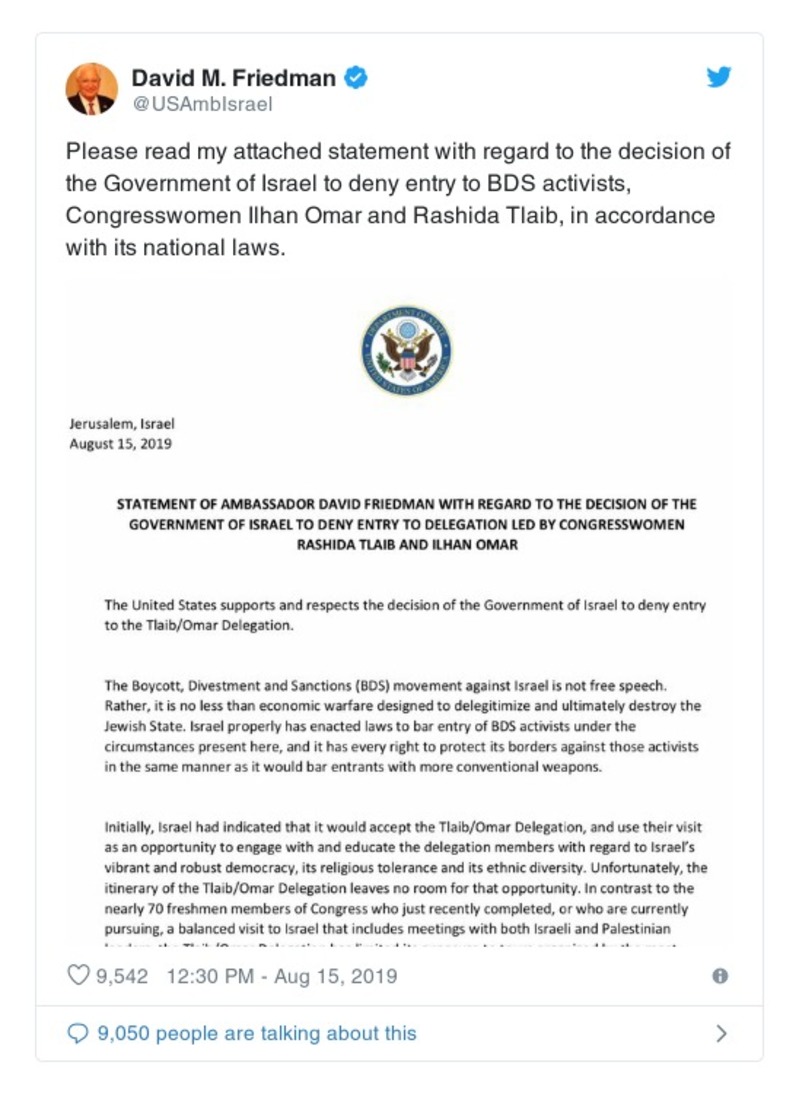 David M. Friedman
@USAmbIsrael
Please read my attached statement with regard to the decision of
the Government of Israel to deny entry to BDS activists,
Congresswomen Ilhan Omar and Rashida Tlaib, in accordance
with its national laws.
DEPARTMENT OF STATE
UNITED STATES OF AMERICA
Jerusalem, Israel
August 15, 2019
STATEMENT OF AMBASSADOR DAVID FRIEDMAN WITH REGARD TO THE DECISION OF THE
GOVERNMENT OF ISRAEL TO DENY ENTRY TO DELEGATION LED BY CONGRESSWOMEN
RASHIDA TLAIB AND ILHAN OMAR
The United States supports and respects the decision of the Government of Israel to deny entry
to the Tlaib/Omar Delegation.
The Boycott, Divestment and Sanctions (BDS) movement against Israel is not free speech.
Rather, it is no less than economic warfare designed to delegitimize and ultimately destroy the
Jewish State. Israel properly has enacted laws to bar entry of BDS activists under the
circumstances present here, and it has every right to protect its borders against those activists
in the same manner as it would bar entrants with more conventional weapons.
Initially, Israel had indicated that it would accept the Tlaib/Omar Delegation, and use their visit
as an opportunity to engage with and educate the delegation members with regard to Israel's
vibrant and robust democracy, its religious tolerance and its ethnic diversity. Unfortunately, the
itinerary of the Tlaib/Omar Delegation leaves no room for that opportunity. In contrast to the
nearly 70 freshmen members of Congress who just recently completed, or who are currently
pursuing, a balanced visit to Israel that includes meetings with both Israeli and Palestinian
9,542 12:30 PM - Aug 15, 2019
9,050 people are talking about this